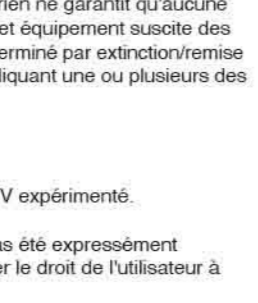 rien ne garantit qu'aucune
et équipement suscite des
erminé par extinction/remise
liquant une ou plusieurs des
V expérimenté.
as été expressément
er le droit de l'utilisateur à